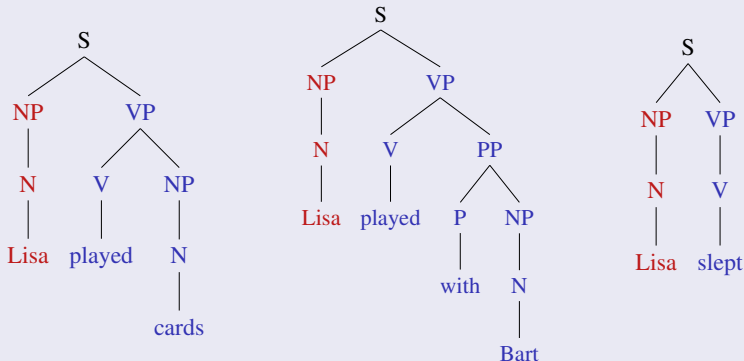 S
NP VP
N V NP
Lisa played N
cards
S
NP VP
N V PP
Lisa played P NP
with N
Bart
S
NP VP
N V
Lisa slept